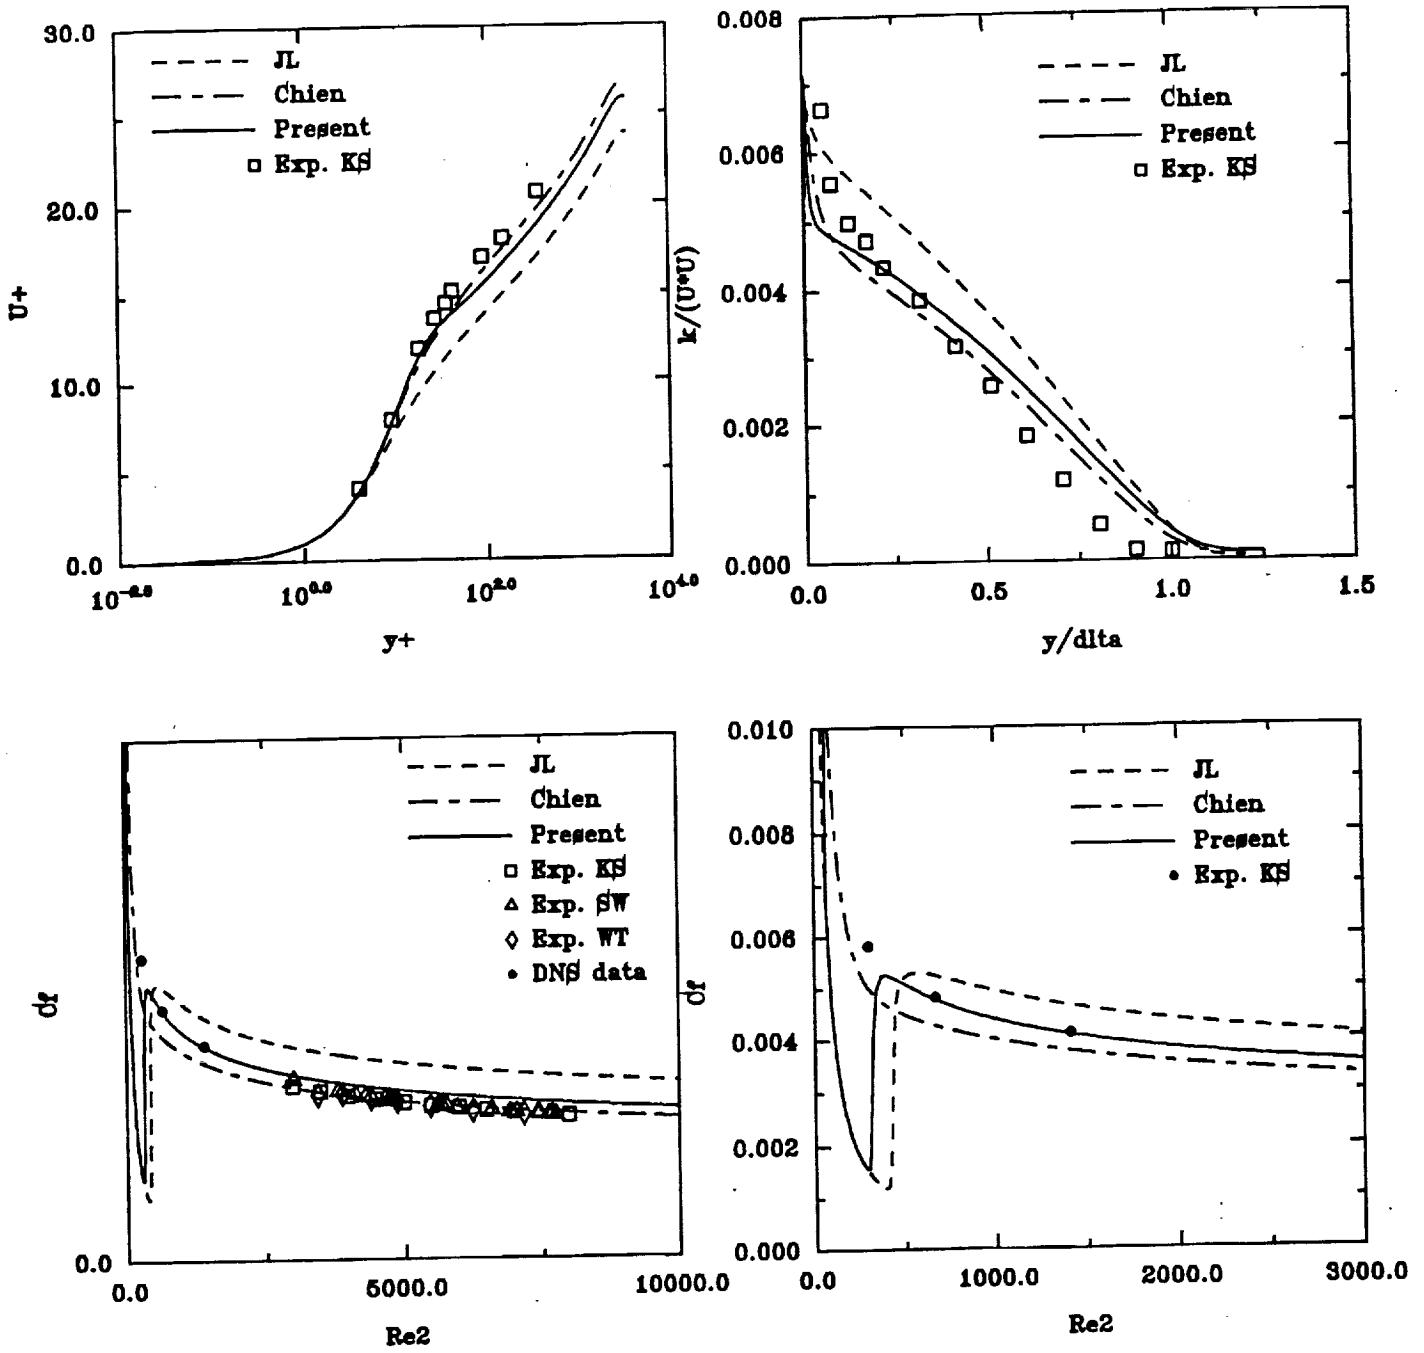 30.0
20.0
10.0
0.0
U+
JL
Chien
Present
Exp. KS
10^-2.0
10^0.0
10^2.0
10^4.0
y+
0.008
0.006
0.004
0.002
0.000
k/(U*U)
JL
Chien
Present
Exp. KS
0.0
0.5
1.0
1.5
y/dlta
cf
0.0
JL
Chien
Present
Exp. KS
Exp. SW
Exp. WT
DNS data
0.0
5000.0
10000.0
Re2
0.010
0.008
0.006
0.004
0.002
0.000
cf
JL
Chien
Present
Exp. KS
0.0
1000.0
2000.0
3000.0
Re2